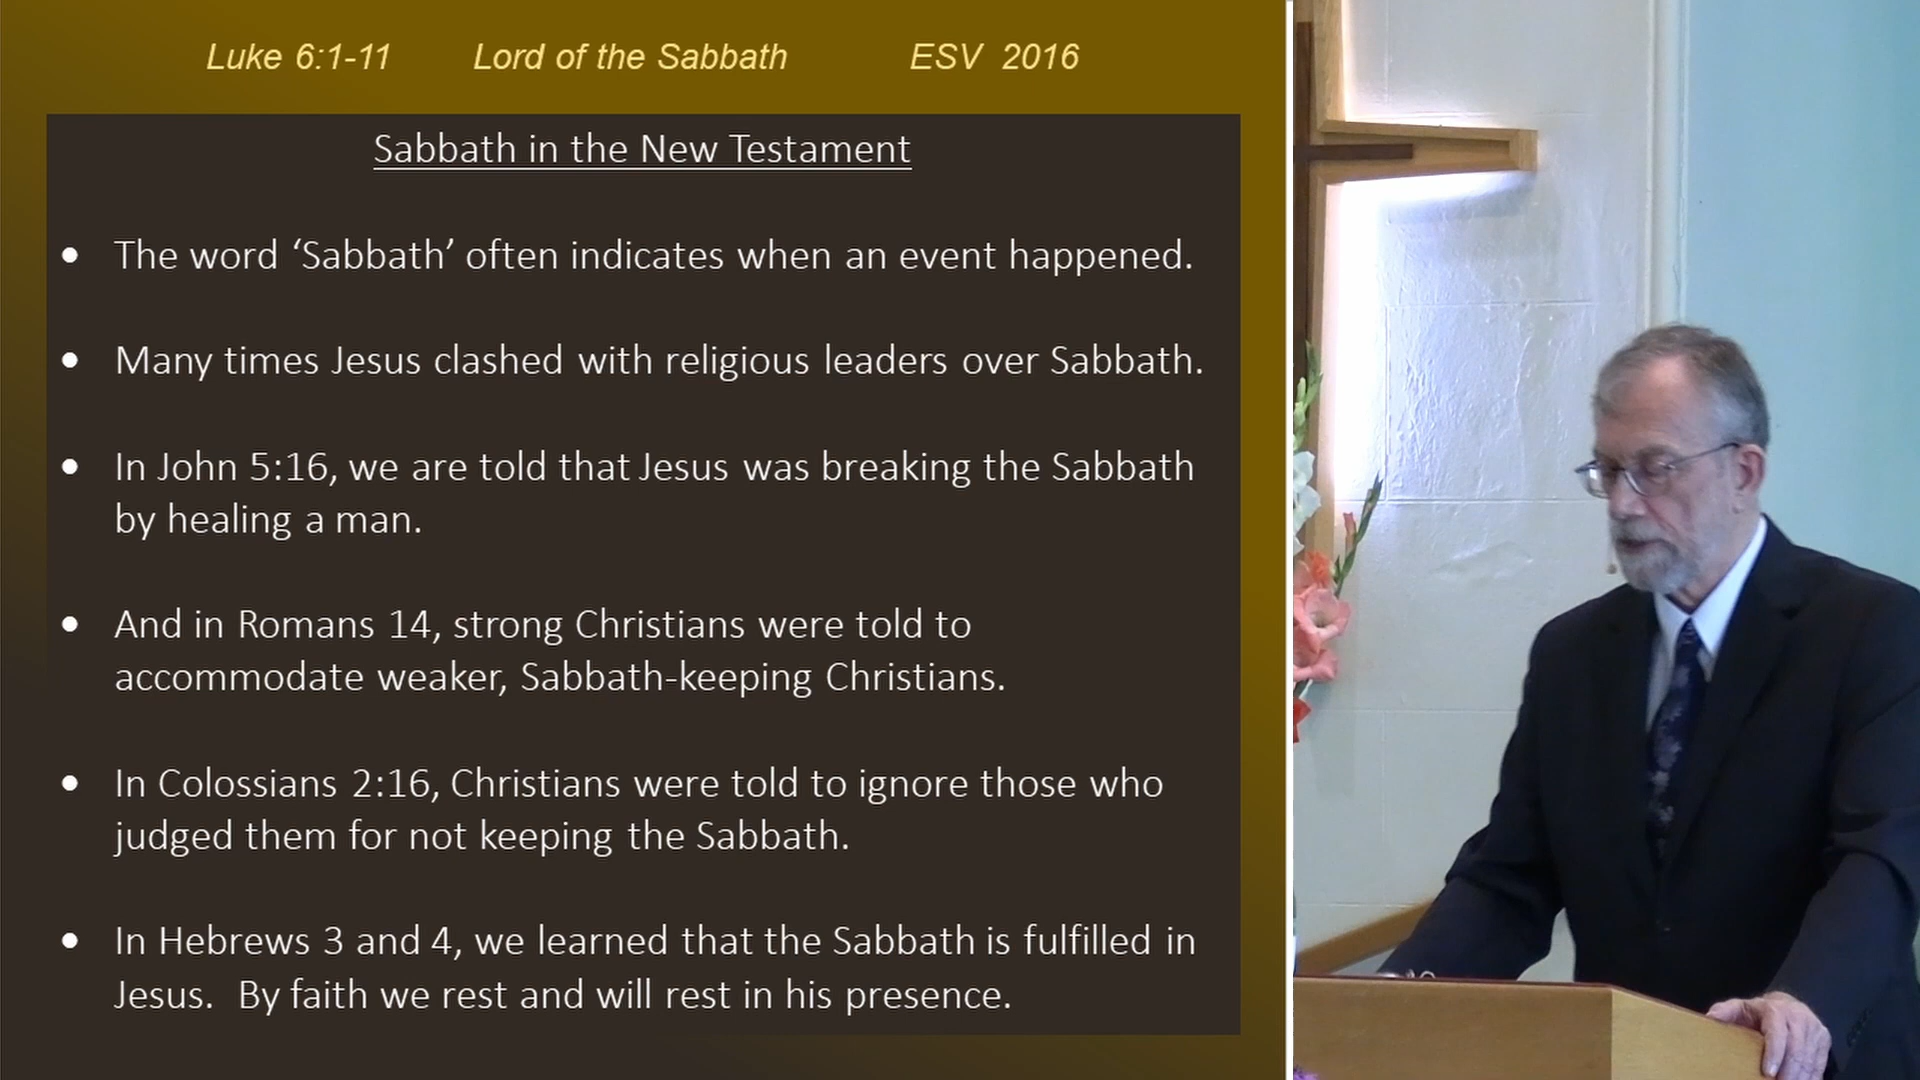 Luke 6:1-11 Lord of the Sabbath ESV 2016
Sabbath in the New Testament
• The word ‘Sabbath’ often indicates when an event happened.
• Many times Jesus clashed with religious leaders over Sabbath.
• In John 5:16, we are told that Jesus was breaking the Sabbath
by healing a man.
• And in Romans 14, strong Christians were told to
accommodate weaker, Sabbath-keeping Christians.
• In Colossians 2:16, Christians were told to ignore those who
judged them for not keeping the Sabbath.
• In Hebrews 3 and 4, we learned that the Sabbath is fulfilled in
Jesus. By faith we rest and will rest in his presence.